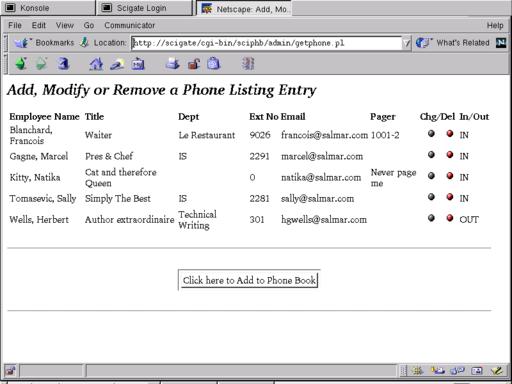 Konsole
Scigate Login
Netscape: Add, Mo..
File Edit View Go Communicator Help
Bookmarks Location: http://scigate/cgi-bin/sciphb/admin/getphone.pl What's Related
Add, Modify or Remove a Phone Listing Entry
Employee Name Title Dept Ext No Email Pager Chg/Del In/Out
Blanchard,
Francois Waiter Le Restaurant 9026 francois@salmar.com 1001-2 IN
Gagne, Marcel Pres & Chef IS 2291 marcel@salmar.com IN
Kitty, Natika Cat and therefore
Queen 0 natika@salmar.com Never page
me IN
Tomasevic, Sally Simply The Best IS 2281 sally@salmar.com IN
Wells, Herbert Author extraordinaire Technical
Writing 301 hgwells@salmar.com OUT
Click here to Add to Phone Book